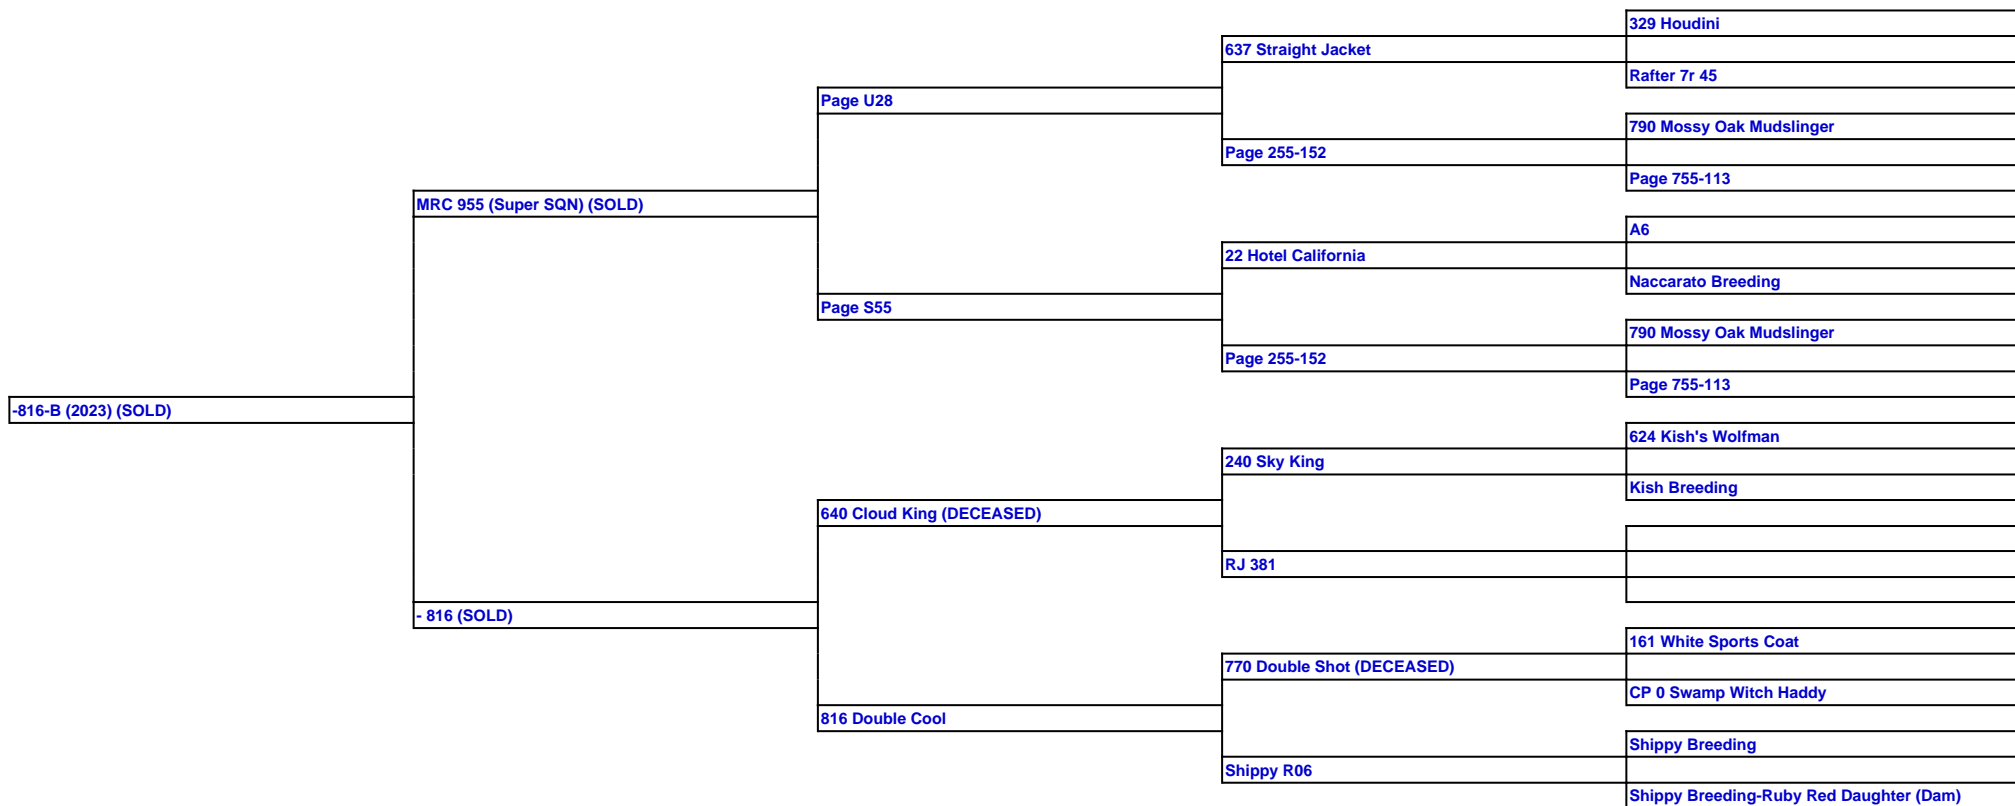 329 Houdini
637 Straight Jacket
Rafter 7r 45
Page U28
790 Mossy Oak Mudslinger
Page 255-152
Page 755-113
MRC 955 (Super SQN) (SOLD)
A6
22 Hotel California
Naccarato Breeding
Page S55
790 Mossy Oak Mudslinger
Page 255-152
Page 755-113
-816-B (2023) (SOLD)
624 Kish's Wolfman
240 Sky King
Kish Breeding
640 Cloud King (DECEASED)
RJ 381
- 816 (SOLD)
161 White Sports Coat
770 Double Shot (DECEASED)
CP 0 Swamp Witch Haddy
816 Double Cool
Shippy Breeding
Shippy R06
Shippy Breeding-Ruby Red Daughter (Dam)